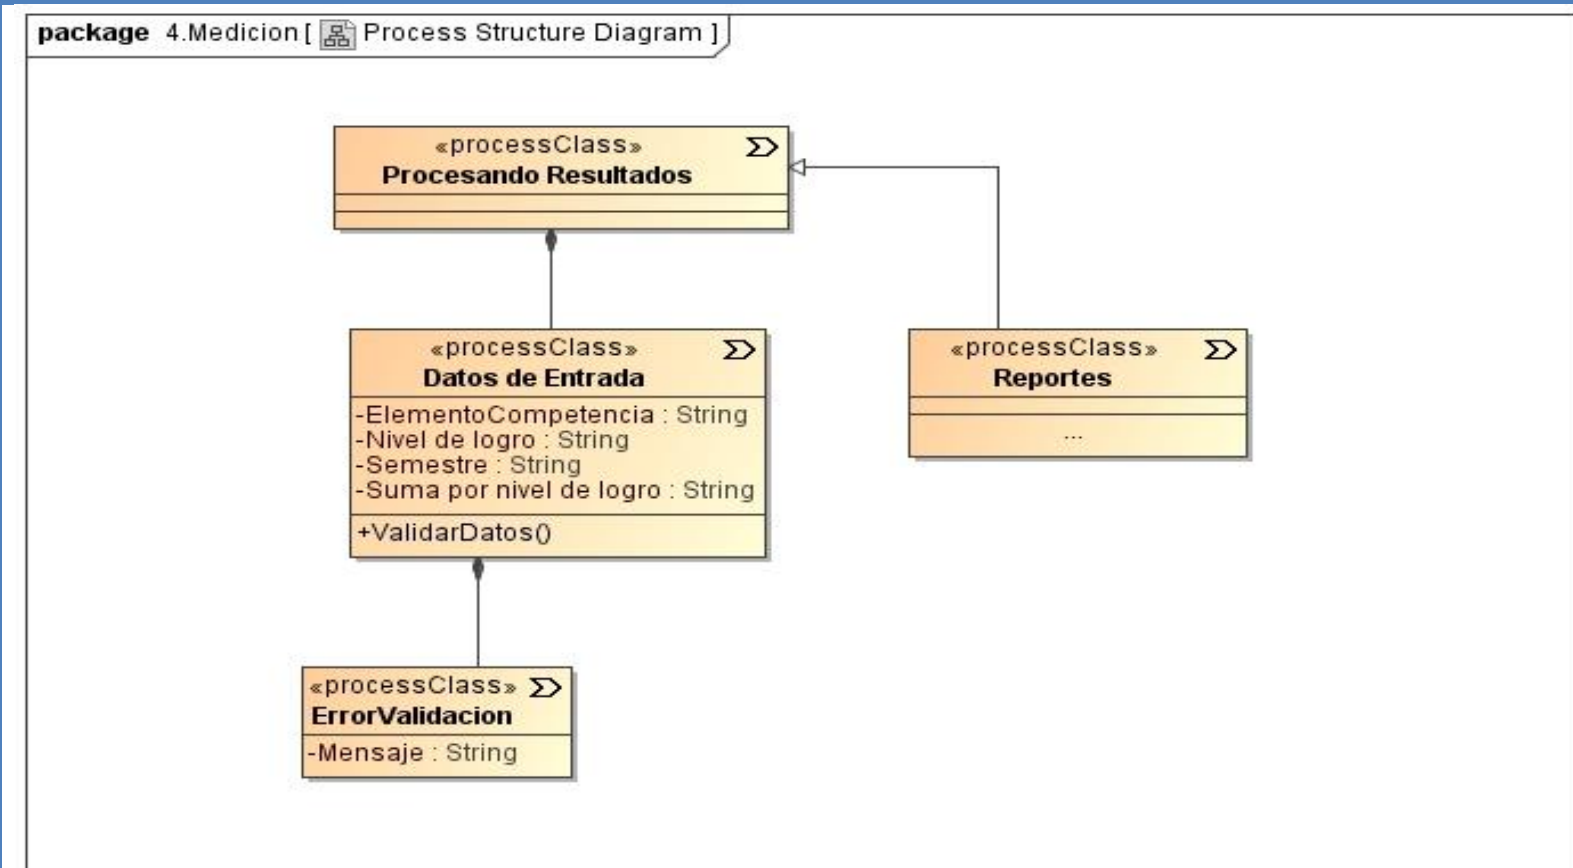 package 4.Medicion [ Process Structure Diagram ]
«processClass»
Procesando Resultados
«processClass»
Datos de Entrada
-ElementoCompetencia : String
-Nivel de logro : String
-Semestre : String
-Suma por nivel de logro : String
+ValidarDatos()
«processClass»
Reportes
...
«processClass»
ErrorValidacion
-Mensaje : String